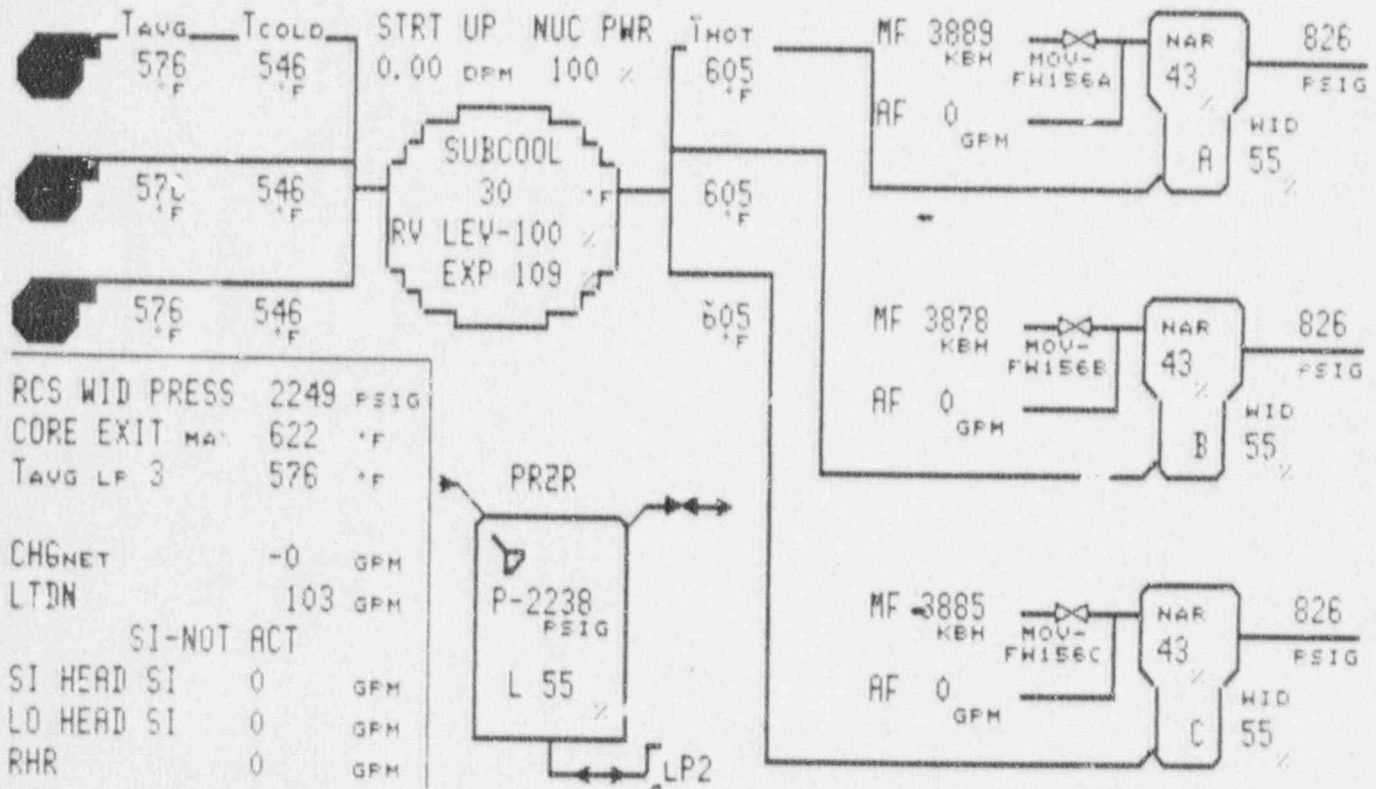 TAVG TCOLD STRT UP NUC PWR THOT
576 °F 546 °F 0.00 DPM 100 % 605 °F
MF 3889 KBH MOV-FW156A NAR 43 % 826 PSIG
AF 0 GPM A WID 55 %
SUBCOOL
30 °F
RV LEV-100 %
EXP 109 %
576 °F 546 °F 605 °F
576 °F 546 °F 605 °F
MF 3878 KBH MOV-FW156B NAR 43 % 826 PSIG
AF 0 GPM B WID 55 %
RCS WID PRESS 2249 PSIG
CORE EXIT 622 °F
TAVG LP 3 576 °F
CHGNET -0 GPM
LTDN 103 GPM
SI-NOT ACT
SI HEAD SI 0 GPM
LO HEAD SI 0 GPM
RHR 0 GPM
PRZR
P-2238 PSIG
L 55 %
LP2
MF 3885 KBH MOV-FW156C NAR 43 % 826 PSIG
AF 0 GPM C WID 55 %